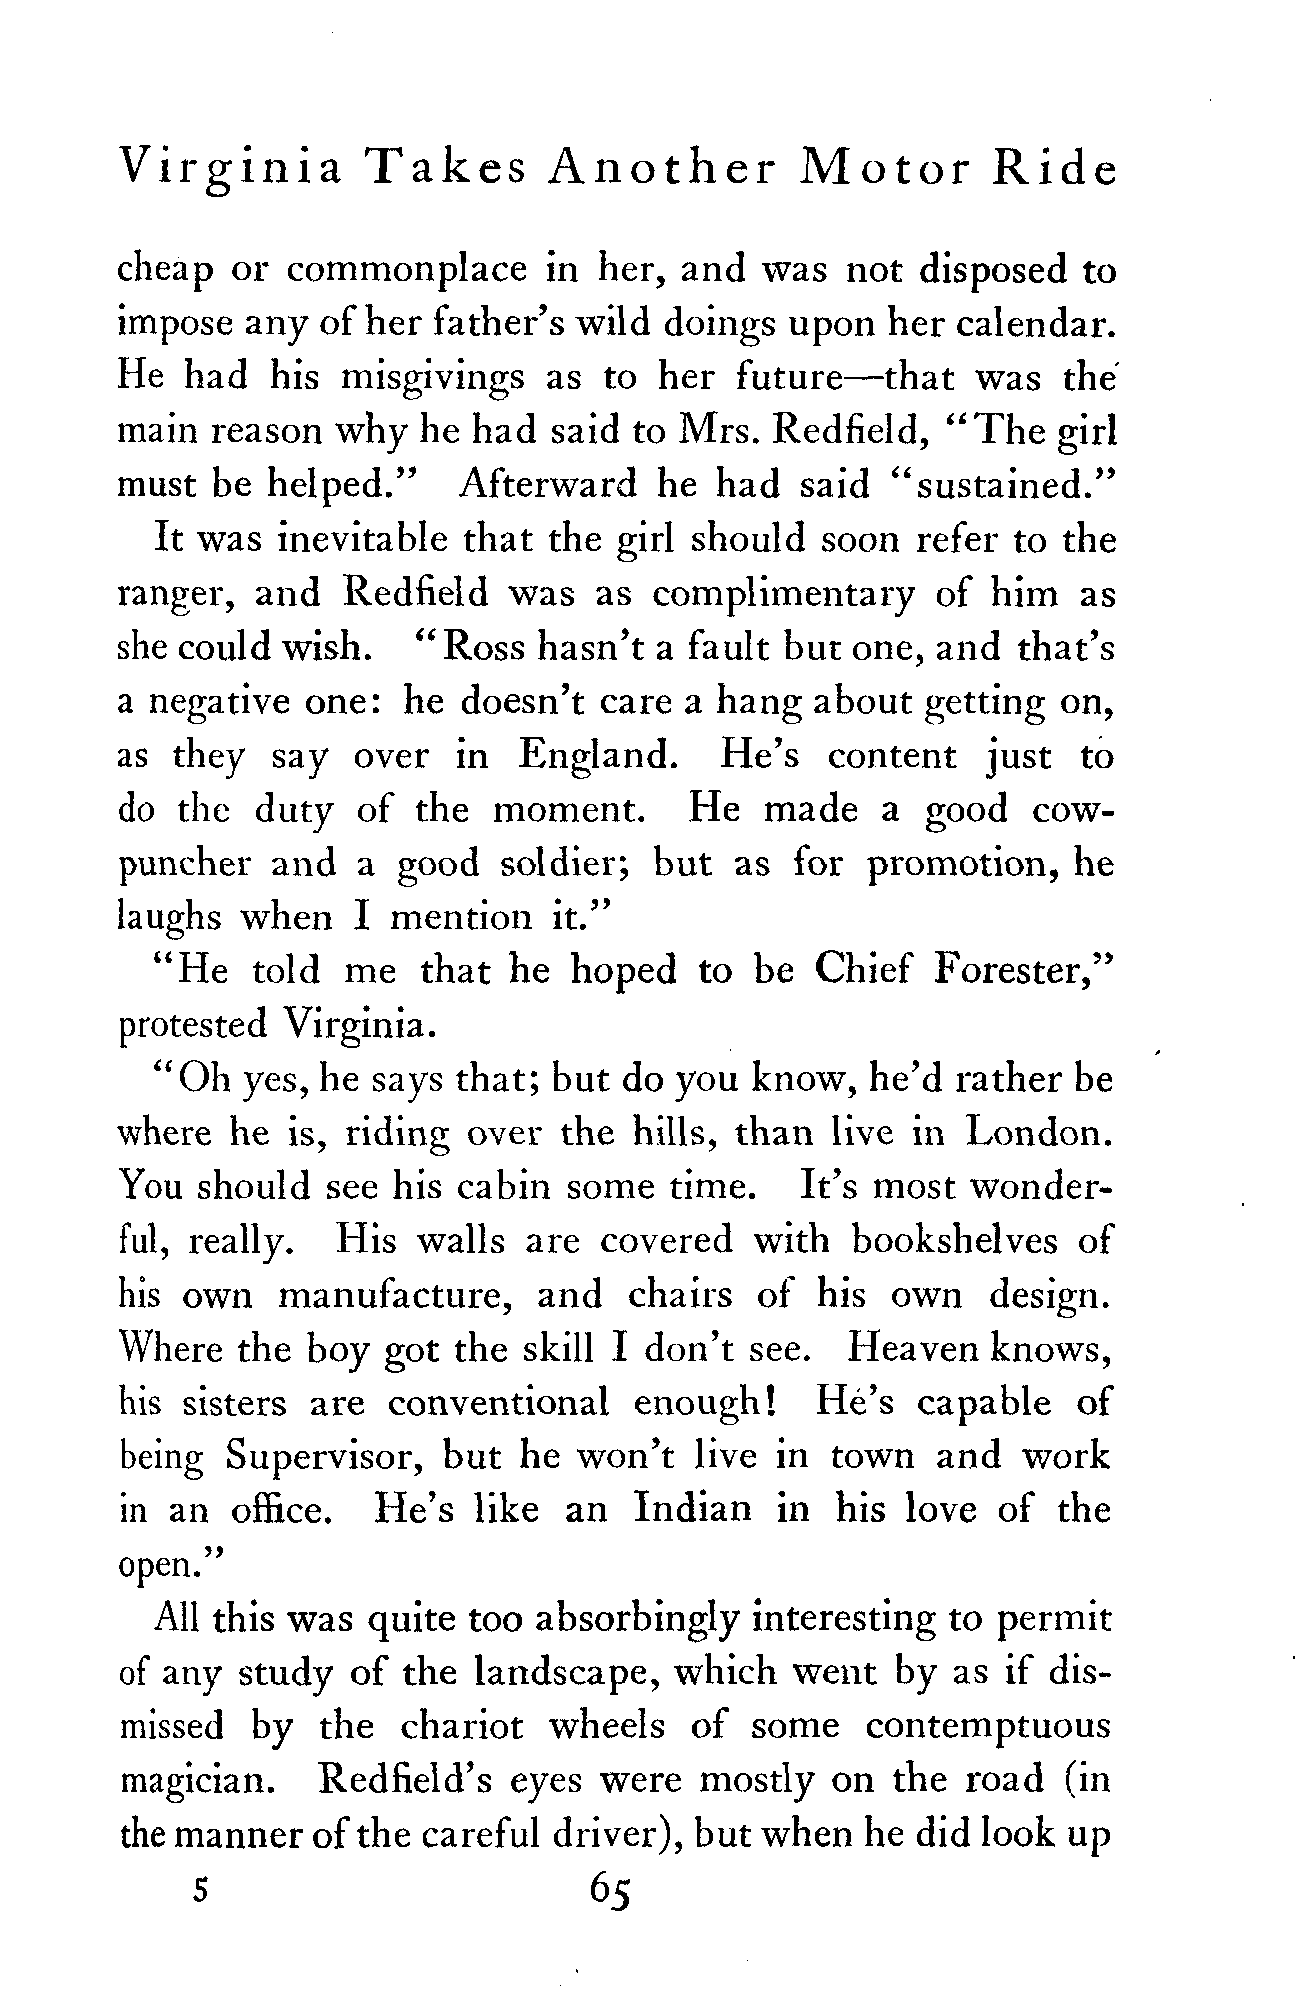 Virginia Takes Another Motor Ride
cheap or commonplace in her, and was not disposed to
impose any of her father's wild doings upon her calendar.
He had his misgivings as to her future—that was the
main reason why he had said to Mrs. Redfield, "The girl
must be helped." Afterward he had said "sustained."
It was inevitable that the girl should soon refer to the
ranger, and Redfield was as complimentary of him as
she could wish. "Ross hasn't a fault but one, and that's
a negative one: he doesn't care a hang about getting on,
as they say over in England. He's content just to
do the duty of the moment. He made a good cow-
puncher and a good soldier; but as for promotion, he
laughs when I mention it."
"He told me that he hoped to be Chief Forester,"
protested Virginia.
"Oh yes, he says that; but do you know, he'd rather be
where he is, riding over the hills, than live in London.
You should see his cabin some time. It's most wonder-
ful, really. His walls are covered with bookshelves of
his own manufacture, and chairs of his own design.
Where the boy got the skill I don't see. Heaven knows,
his sisters are conventional enough! He's capable of
being Supervisor, but he won't live in town and work
in an office. He's like an Indian in his love of the
open."
All this was quite too absorbingly interesting to permit
of any study of the landscape, which went by as if dis-
missed by the chariot wheels of some contemptuous
magician. Redfield's eyes were mostly on the road (in
the manner of the careful driver), but when he did look up
5 65